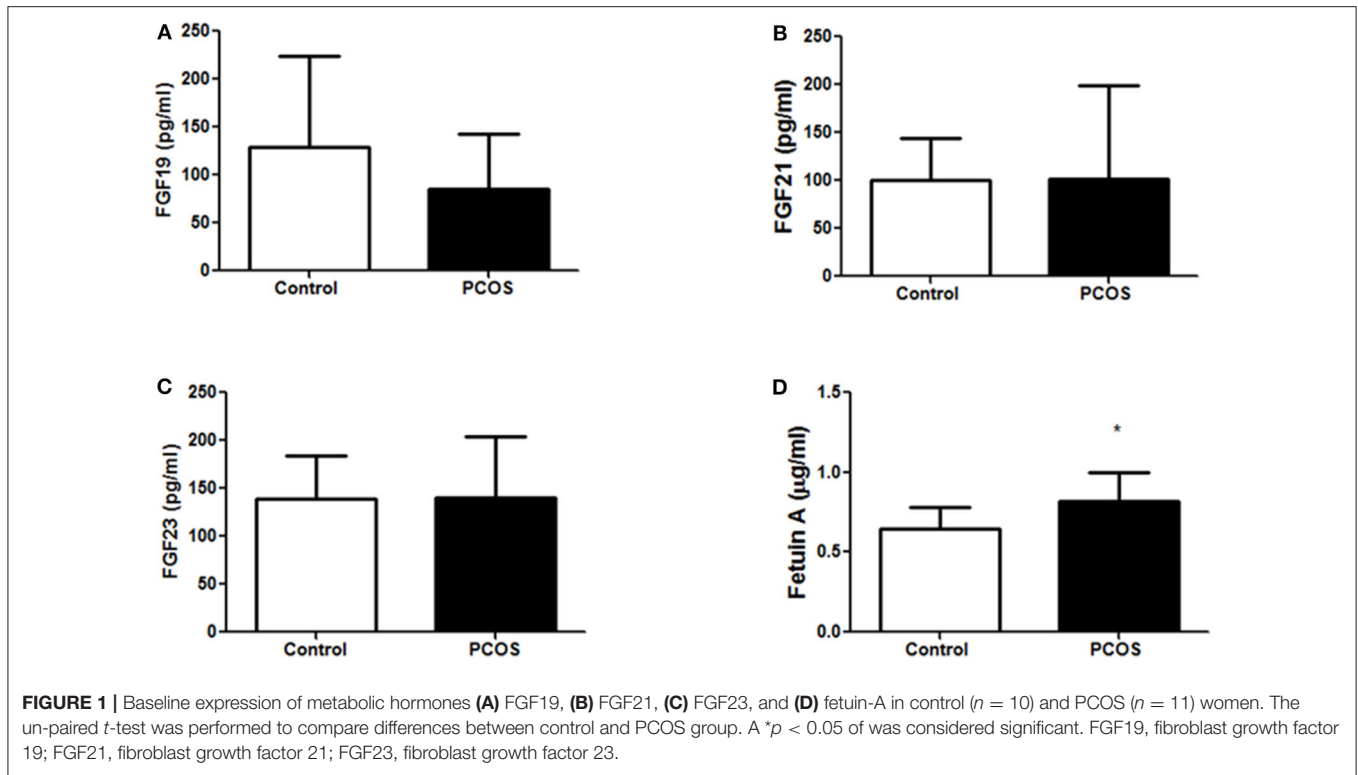 A
250
200
150
100
50
0
FGF19 (pg/ml)
Control PCOS
B
250
200
150
100
50
0
FGF21 (pg/ml)
Control PCOS
C
250
200
150
100
50
0
FGF23 (pg/ml)
Control PCOS
D
1.5
1.0
0.5
0.0
Fetuin A (µg/ml)
*
Control PCOS
FIGURE 1 | Baseline expression of metabolic hormones (A) FGF19, (B) FGF21, (C) FGF23, and (D) fetuin-A in control (n = 10) and PCOS (n = 11) women. The
un-paired t-test was performed to compare differences between control and PCOS group. A *p < 0.05 of was considered significant. FGF19, fibroblast growth factor
19; FGF21, fibroblast growth factor 21; FGF23, fibroblast growth factor 23.